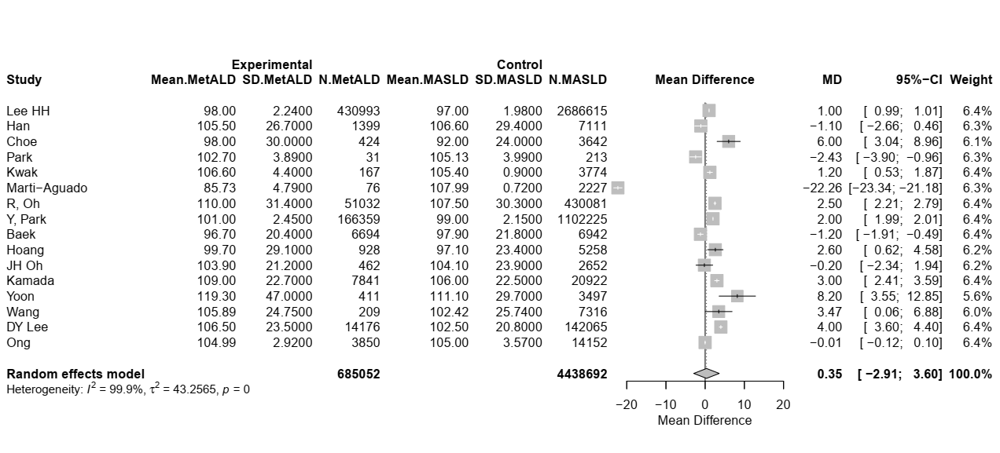 Experimental Control
Study Mean.MetALD SD.MetALD N.MetALD Mean.MASLD SD.MASLD N.MASLD Mean Difference MD 95%−CI Weight
Lee HH 98.00 2.2400 430993 97.00 1.9800 2686615 1.00 [ 0.99; 1.01] 6.4%
Han 105.50 26.7000 1399 106.60 29.4000 7111 −1.10 [ −2.66; 0.46] 6.3%
Choe 98.00 30.0000 424 92.00 24.0000 3642 6.00 [ 3.04; 8.96] 6.1%
Park 102.70 3.8900 31 105.13 3.9900 213 −2.43 [ −3.90; −0.96] 6.3%
Kwak 106.60 4.4000 167 105.40 0.9000 3774 1.20 [ 0.53; 1.87] 6.4%
Marti−Aguado 85.73 4.7900 76 107.99 0.7200 2227 −22.26 [−23.34; −21.18] 6.3%
R, Oh 110.00 31.4000 51032 107.50 30.3000 430081 2.50 [ 2.21; 2.79] 6.4%
Y, Park 101.00 2.4500 166359 99.00 2.1500 1102225 2.00 [ 1.99; 2.01] 6.4%
Baek 96.70 20.4000 6694 97.90 21.8000 6942 −1.20 [ −1.91; −0.49] 6.4%
Hoang 99.70 29.1000 928 97.10 23.4000 5258 2.60 [ 0.62; 4.58] 6.2%
JH Oh 103.90 21.2000 462 104.10 23.9000 2652 −0.20 [ −2.34; 1.94] 6.2%
Kamada 109.00 22.7000 7841 106.00 22.5000 20922 3.00 [ 2.41; 3.59] 6.4%
Yoon 119.30 47.0000 411 111.10 29.7000 3497 8.20 [ 3.55; 12.85] 5.6%
Wang 105.89 24.7500 209 102.42 25.7400 7316 3.47 [ 0.06; 6.88] 6.0%
DY Lee 106.50 23.5000 14176 102.50 20.8000 142065 4.00 [ 3.60; 4.40] 6.4%
Ong 104.99 2.9200 3850 105.00 3.5700 14152 −0.01 [ −0.12; 0.10] 6.4%
Random effects model 685052 4438692 0.35 [ −2.91; 3.60] 100.0%
Heterogeneity: I² = 99.9%, τ² = 43.2565, p = 0
−20 −10 0 10 20
Mean Difference